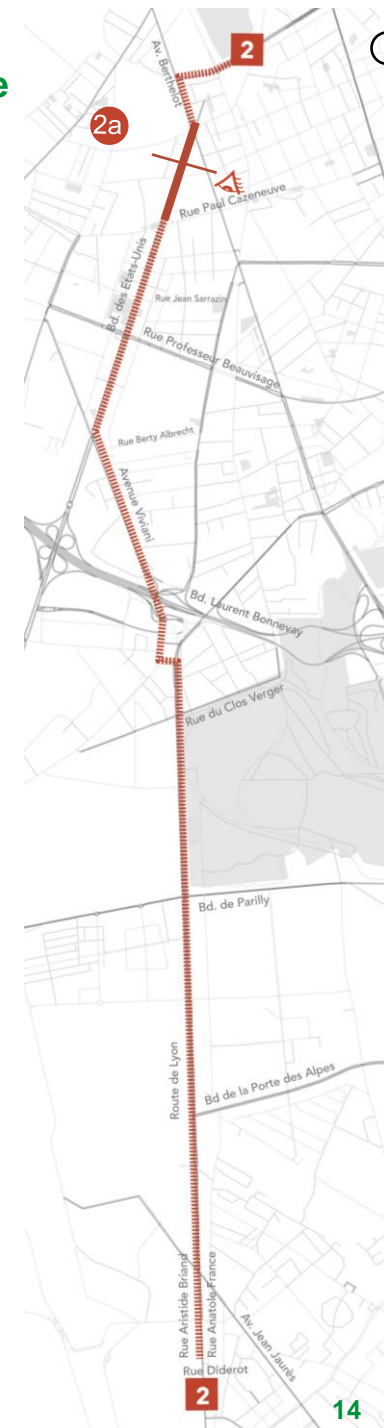 e
2
Av. Berthelot
2a
Rue Paul Cazeneuve
Bd. des Etats-Unis
Rue Jean Sarrazin
Rue Professeur Beauvisage
Rue Berty Albrecht
Avenue Viviani
Bd. Laurent Bonnevay
Rue du Clos Verger
Bd. de Parilly
Route de Lyon
Bd de la Porte des Alpes
Rue Aristide Briand
Rue Anatole France
Av. Jean Jaurès
Rue Diderot
2
14